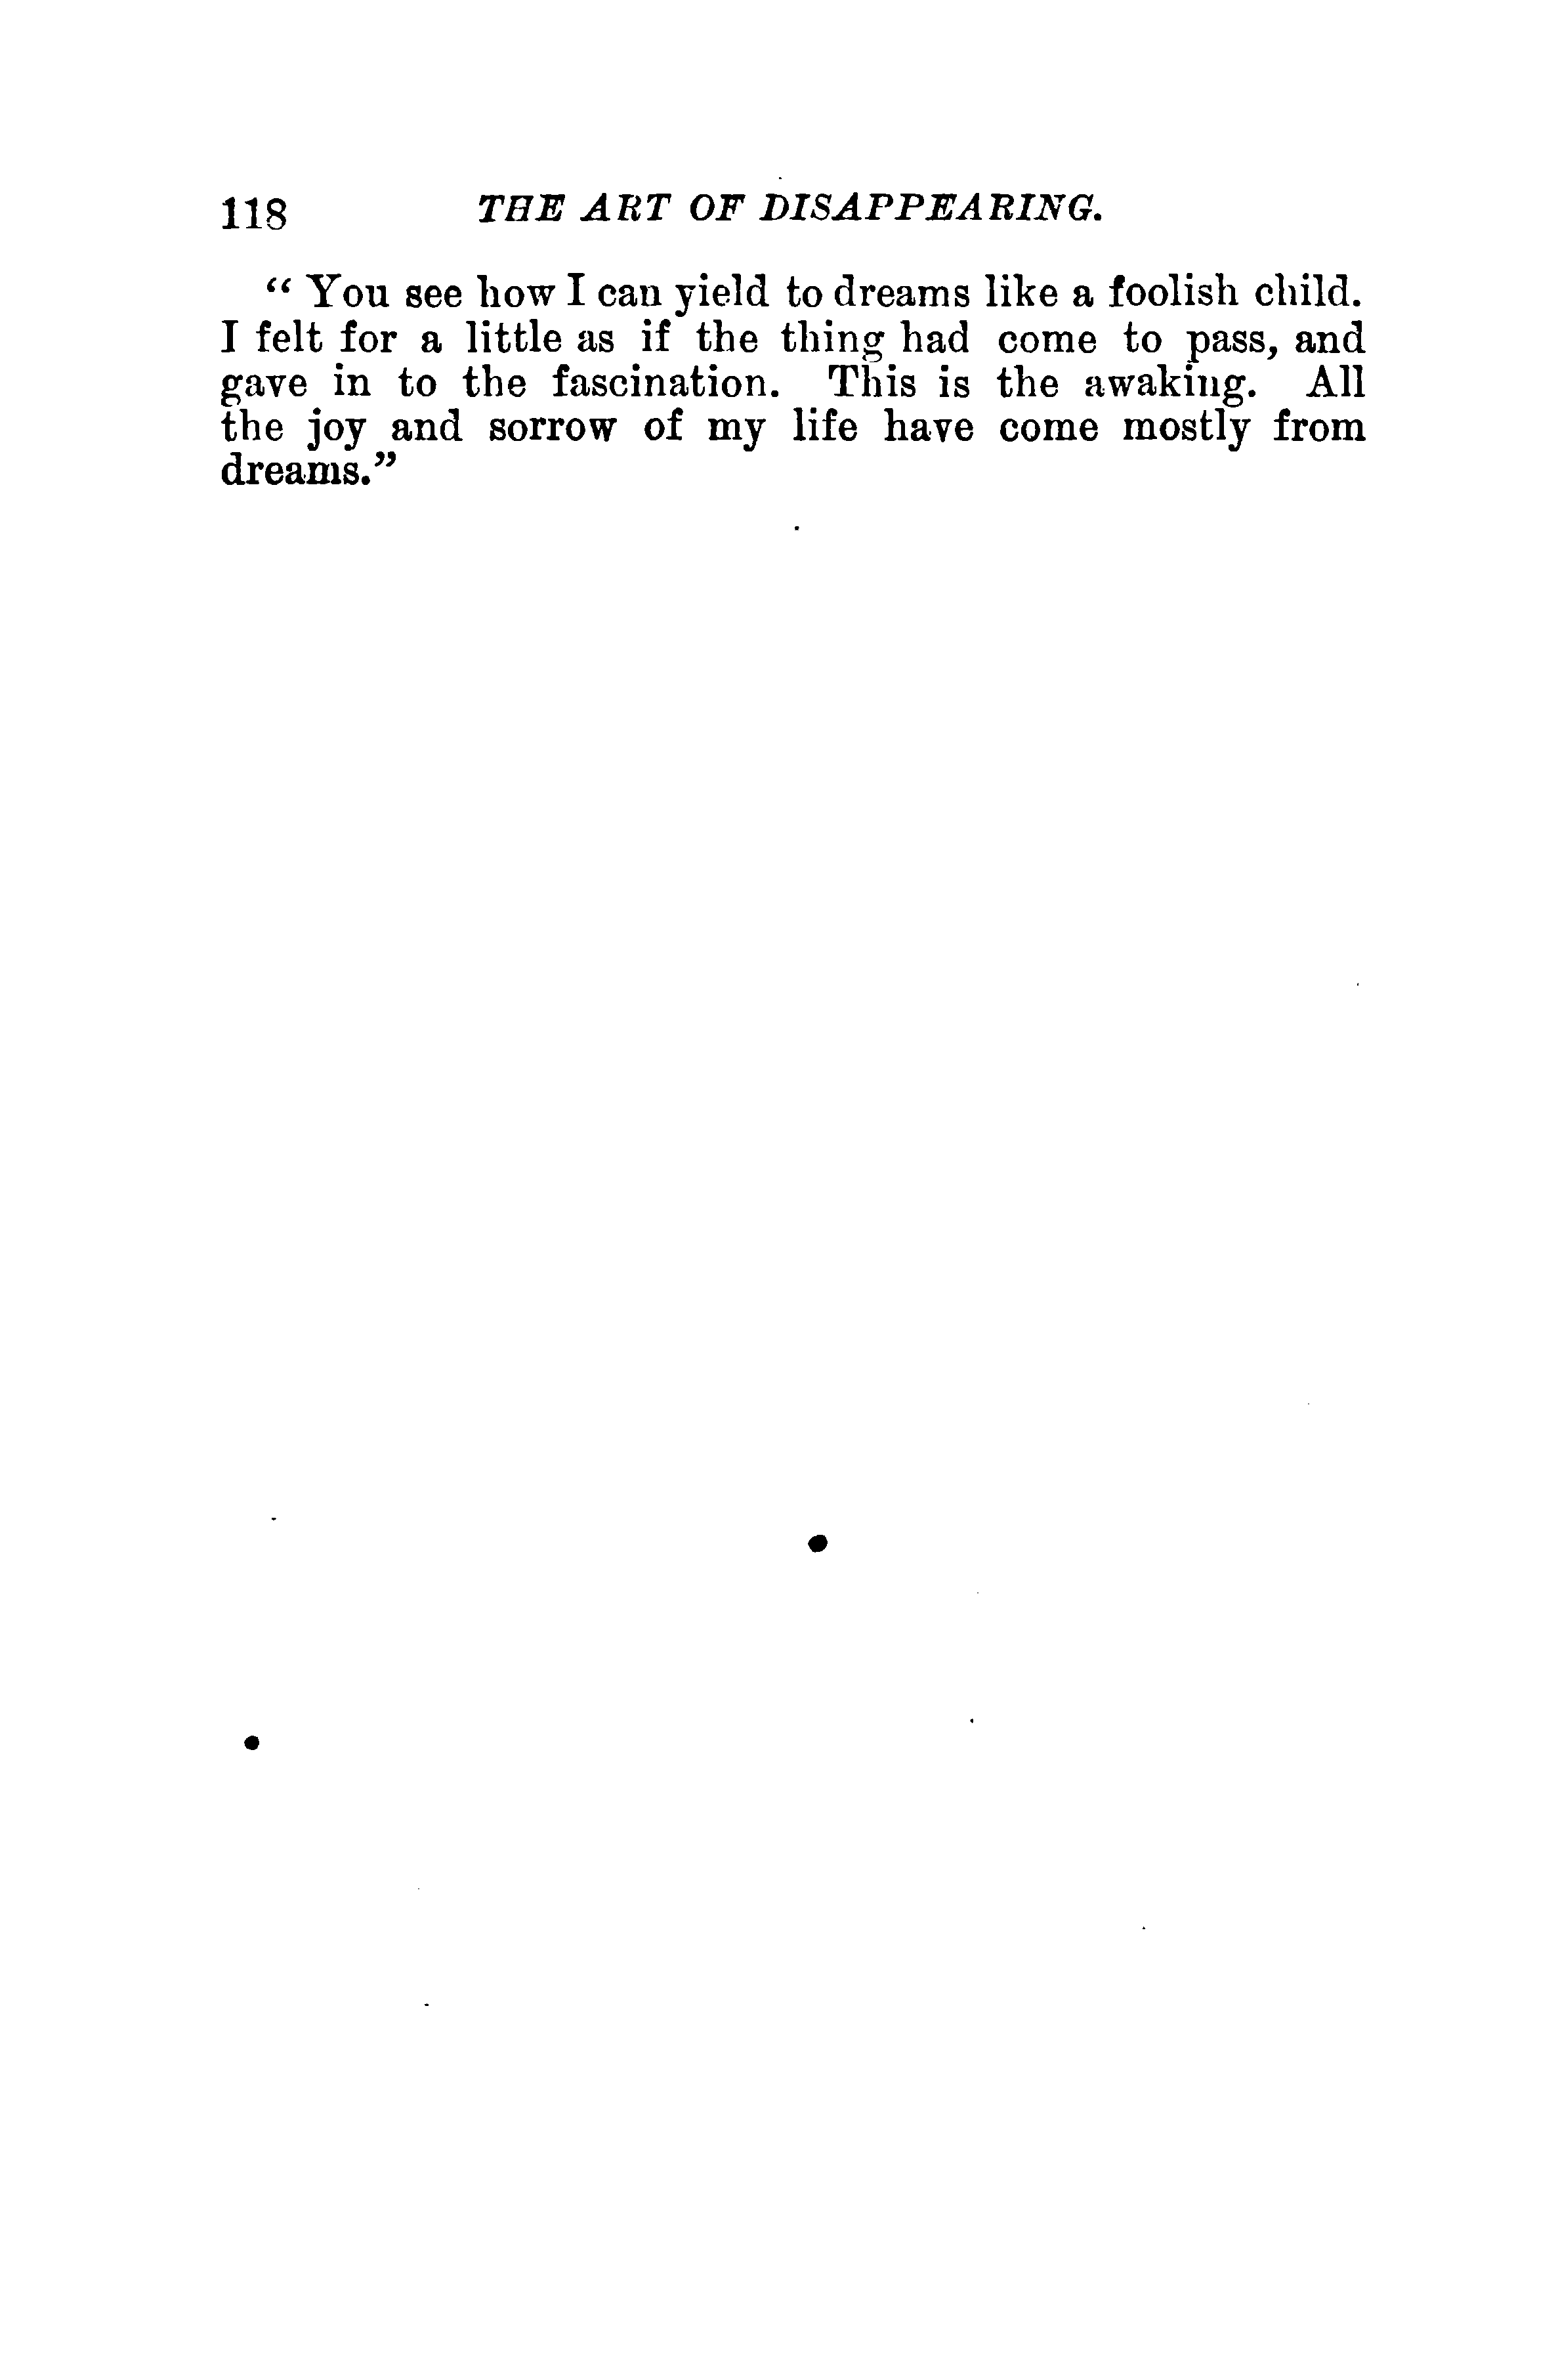 118 THE ART OF DISAPPEARING.
“ You see how I can yield to dreams like a foolish child.
I felt for a little as if the thing had come to pass, and
gave in to the fascination. This is the awaking. All
the joy and sorrow of my life have come mostly from
dreams.”